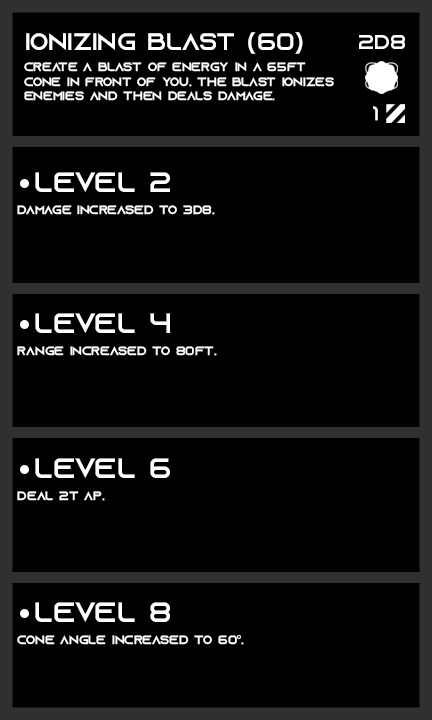 IONIZING BLAST (60)
2D8
CREATE A BLAST OF ENERGY IN A 65FT
CONE IN FRONT OF YOU. THE BLAST IONIZES
ENEMIES AND THEN DEALS DAMAGE.
1
•LEVEL 2
DAMAGE INCREASED TO 3D8.
•LEVEL 4
RANGE INCREASED TO 80FT.
•LEVEL 6
DEAL 2T AP.
•LEVEL 8
CONE ANGLE INCREASED TO 60°.